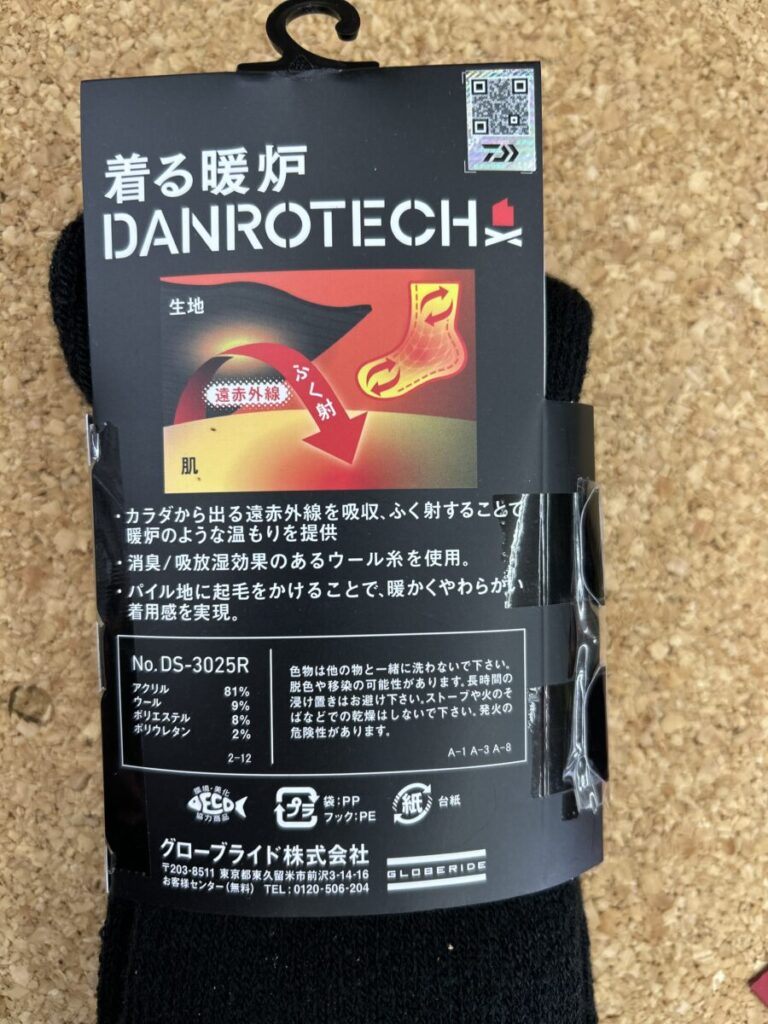 着る暖炉
DANROTECH
生地
遠赤外線
ふく射
肌
・カラダから出る遠赤外線を吸収、ふく射することで
暖炉のような温もりを提供
・消臭/吸放湿効果のあるウール糸を使用。
・パイル地に起毛をかけることで、暖かくやわらかい
着用感を実現。
No.DS-3025R
アクリル 81%
ウール 9%
ポリエステル 8%
ポリウレタン 2%
2-12
色物は他の物と一緒に洗わないで下さい。
脱色や移染の可能性があります。長時間の
浸け置きはお避け下さい。ストーブや火のそ
ばなどでの乾燥はしないで下さい。発火の
危険性があります。
A-1 A-3 A-8
環境・美化
DECO
協力商品
プラ
袋:PP
フック:PE
紙
台紙
グローブライド株式会社
〒203-8511 東京都東久留米市前沢3-14-16
お客様センター(無料) TEL:0120-506-204
GLOBERIDE